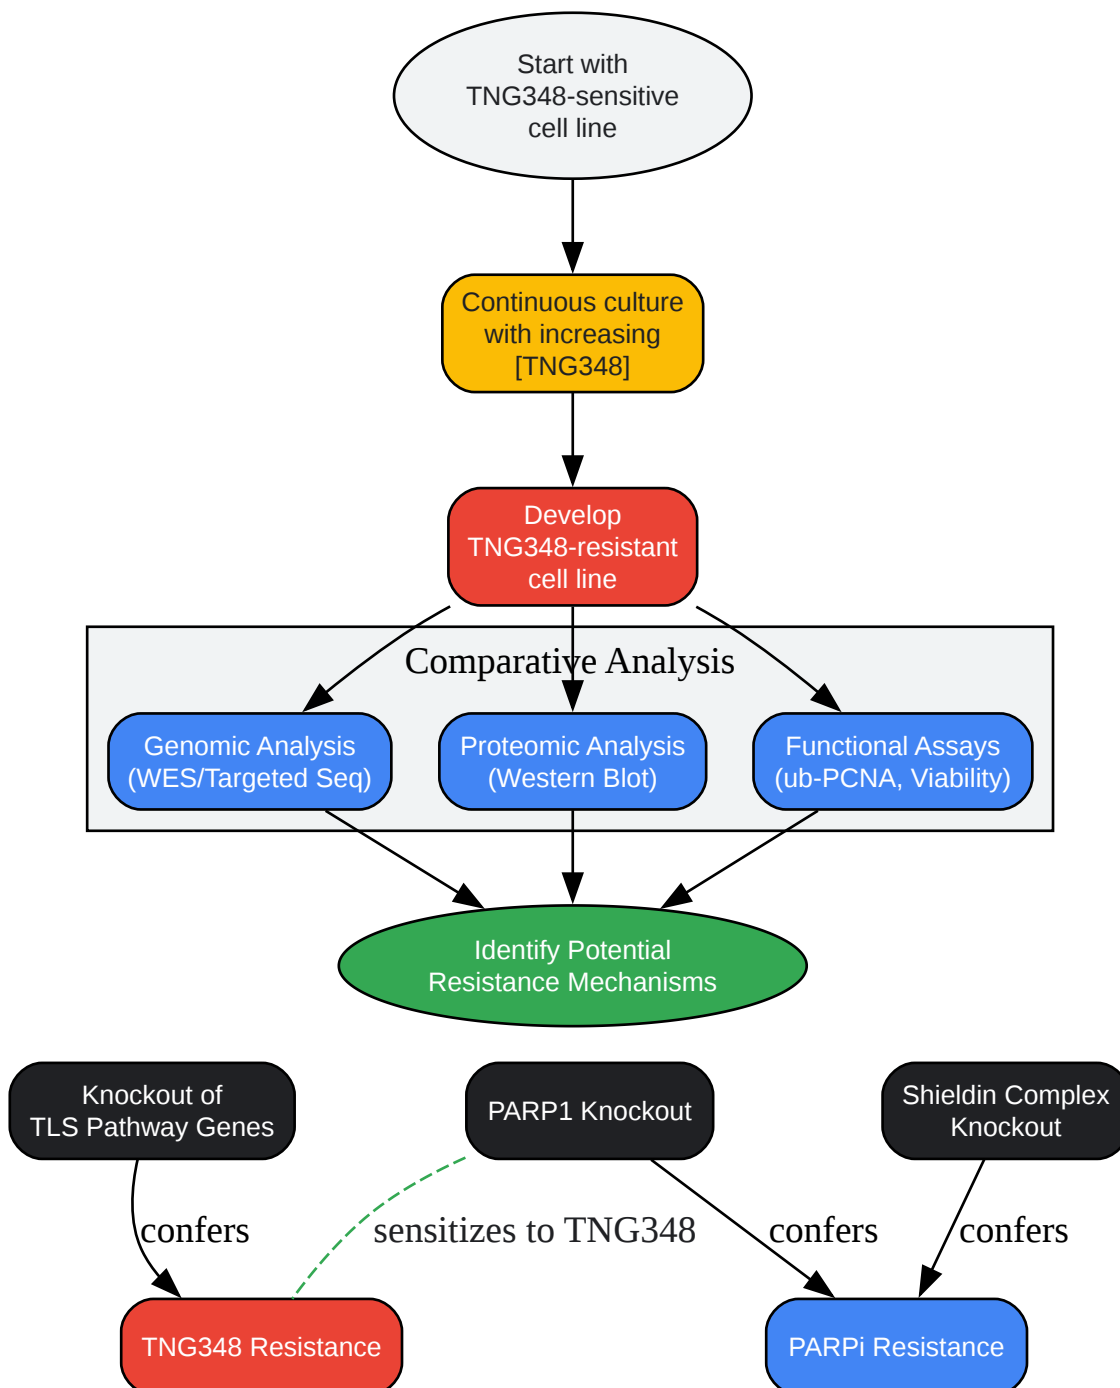 Start with
TNG348-sensitive
cell line
Continuous culture
with increasing
[TNG348]
Develop
TNG348-resistant
cell line
Comparative Analysis
Genomic Analysis
(WES/Targeted Seq)
Proteomic Analysis
(Western Blot)
Functional Assays
(ub-PCNA, Viability)
Identify Potential
Resistance Mechanisms
Knockout of
TLS Pathway Genes
PARP1 Knockout
Shieldin Complex
Knockout
confers
sensitizes to TNG348
confers
confers
TNG348 Resistance
PARPi Resistance